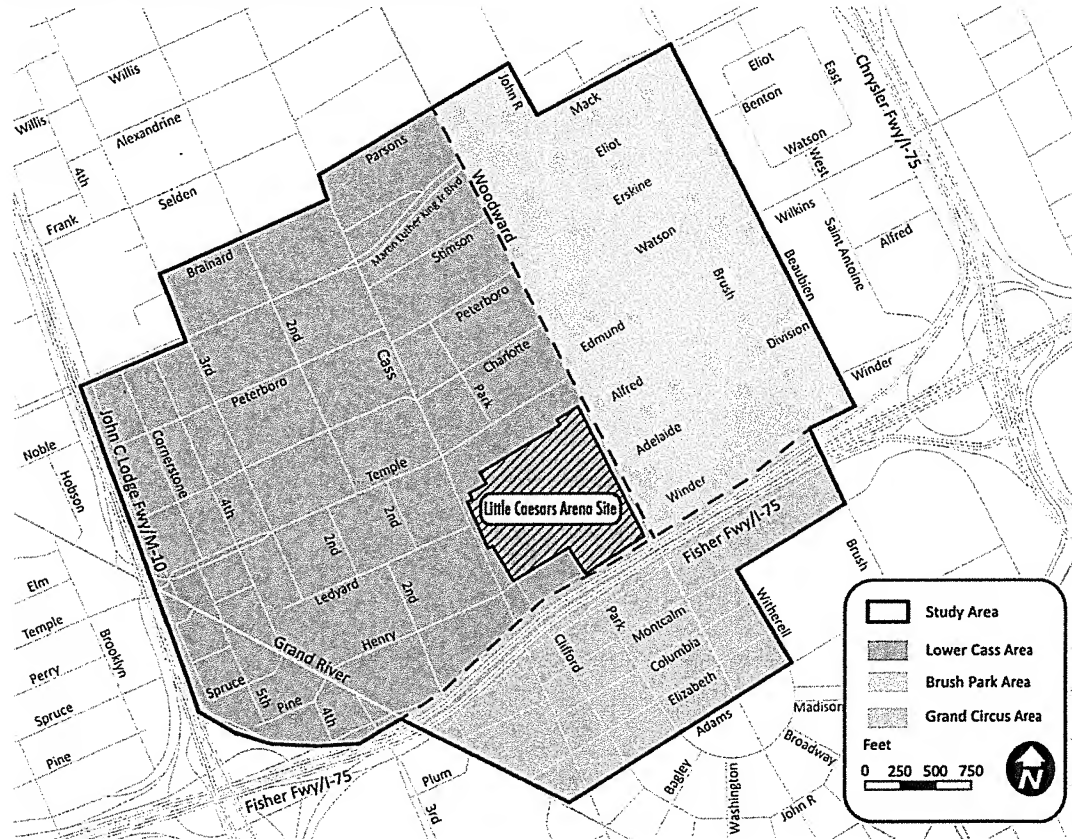 Willis
Willis
Alexandrine
4th
Selden
Frank
Parsons
John R
Mack
Eliot
Eliot
East
Benton
Watson
West
Chrysler Fwy/I-75
Woodward
Martin Luther King Jr Blvd
Stimson
Erskine
Wilkins
Saint Antoine
Alfred
Brainard
Watson
Brush
Beaubien
Peterboro
Charlotte
2nd
3rd
Cass
Park
Peterboro
Edmund
Division
Winder
Alfred
Adelaide
Winder
Noble
Hobson
John C Lodge Fwy/M-10
Cornerstone
4th
Temple
2nd
2nd
Little Caesars Arena Site
Fisher Fwy/I-75
Ledyard
2nd
Henry
Grand River
Elm
Temple
Brooklyn
Perry
Spruce
Pine
Spruce
5th
Pine
4th
Clifford
Park
Montcalm
Columbia
Elizabeth
Witherell
Brush
Adams
Madison
Broadway
Bagley
Washington
John R
Plum
3rd
Fisher Fwy/I-75
Study Area
Lower Cass Area
Brush Park Area
Grand Circus Area
Feet
0 250 500 750
N